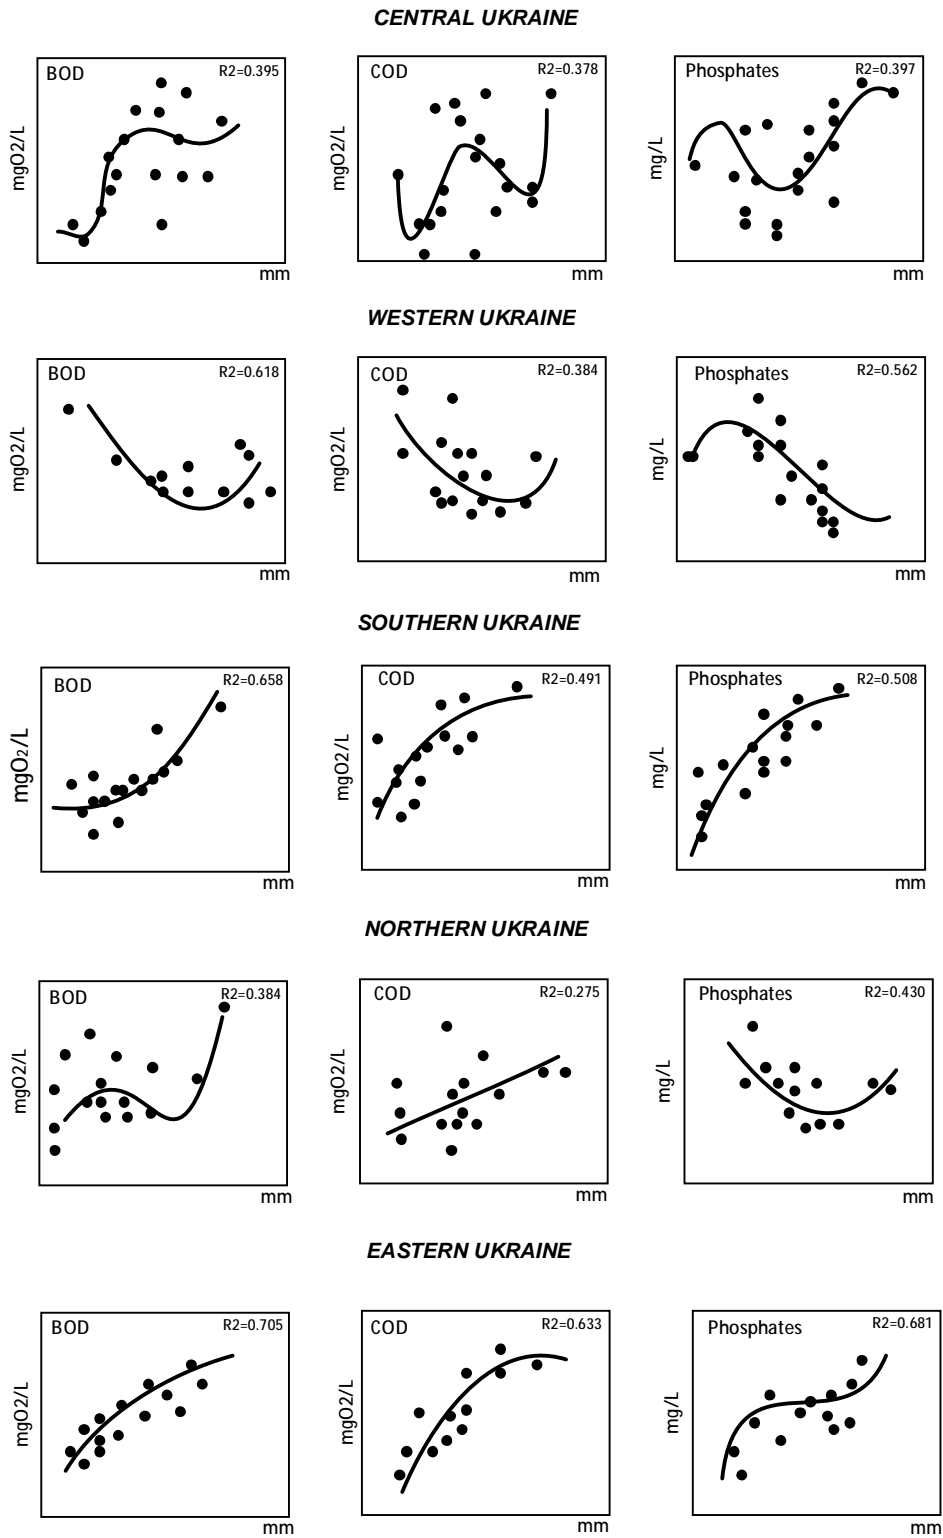 CENTRAL UKRAINE
BOD R2=0.395
mgO2/L
mm
COD R2=0.378
mgO2/L
mm
Phosphates R2=0.397
mg/L
mm
WESTERN UKRAINE
BOD R2=0.618
mgO2/L
mm
COD R2=0.384
mgO2/L
mm
Phosphates R2=0.562
mg/L
mm
SOUTHERN UKRAINE
BOD R2=0.658
mgO2/L
mm
COD R2=0.491
mgO2/L
mm
Phosphates R2=0.508
mg/L
mm
NORTHERN UKRAINE
BOD R2=0.384
mgO2/L
mm
COD R2=0.275
mgO2/L
mm
Phosphates R2=0.430
mg/L
mm
EASTERN UKRAINE
BOD R2=0.705
mgO2/L
mm
COD R2=0.633
mgO2/L
mm
Phosphates R2=0.681
mg/L
mm